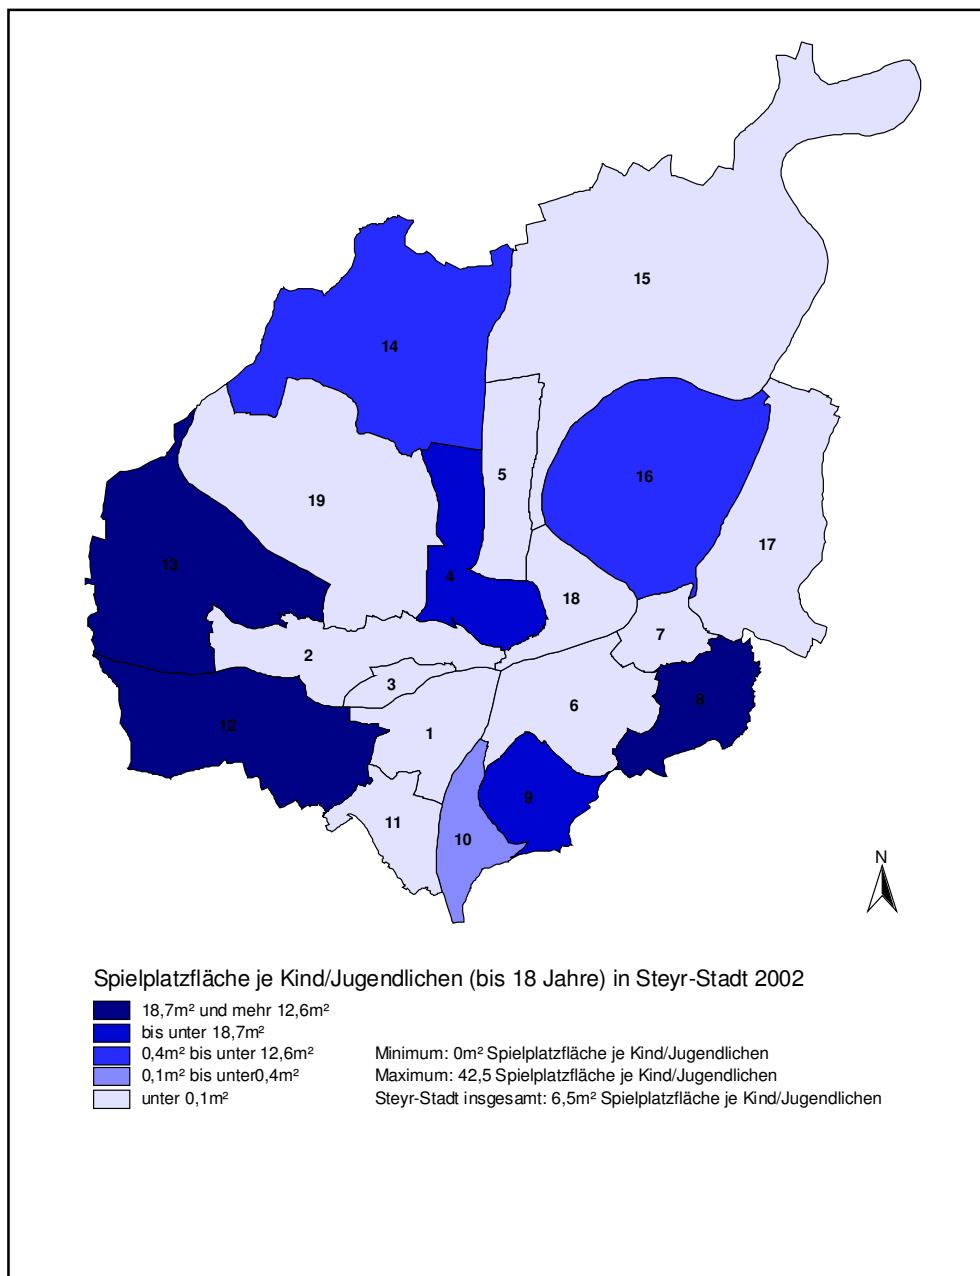 15
14
5
16
19
17
13
4
18
7
2
3
8
6
12
1
9
11
10
N
Spielplatzfläche je Kind/Jugendlichen (bis 18 Jahre) in Steyr-Stadt 2002
18,7m² und mehr 12,6m²
bis unter 18,7m²
0,4m² bis unter 12,6m² Minimum: 0m² Spielplatzfläche je Kind/Jugendlichen
0,1m² bis unter0,4m² Maximum: 42,5 Spielplatzfläche je Kind/Jugendlichen
unter 0,1m² Steyr-Stadt insgesamt: 6,5m² Spielplatzfläche je Kind/Jugendlichen